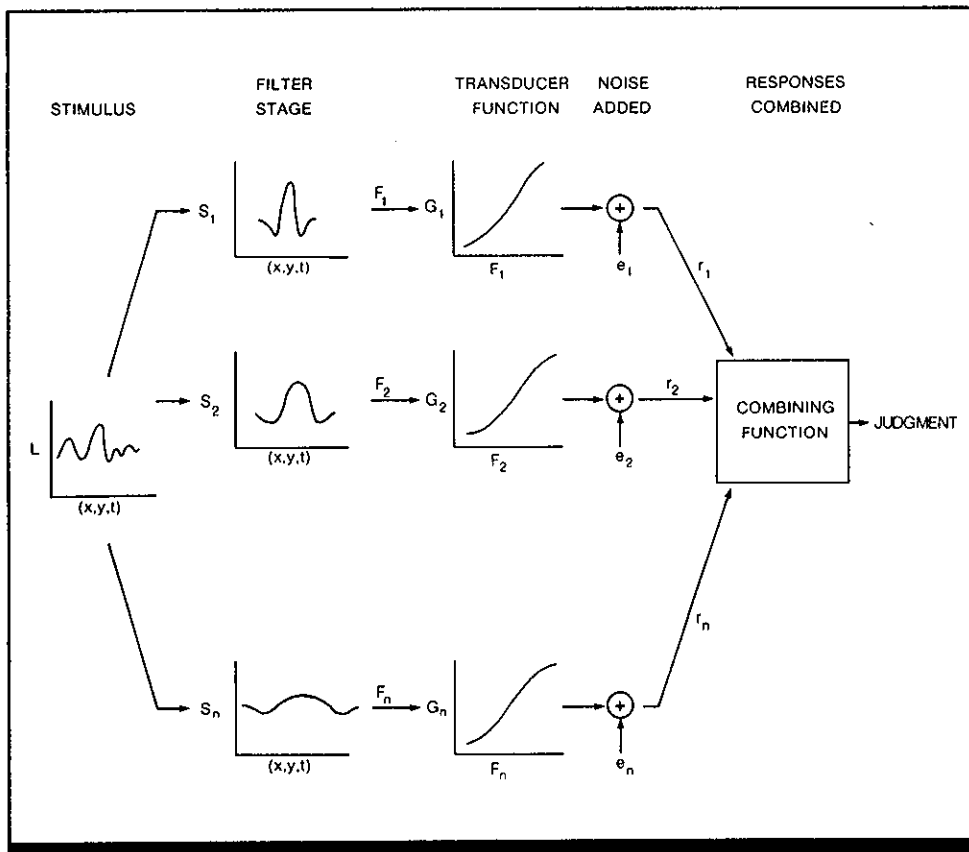 STIMULUS
FILTER
STAGE
TRANSDUCER
FUNCTION
NOISE
ADDED
RESPONSES
COMBINED
S1
(x,y,t)
F1
G1
F1
+
e1
r1
L
(x,y,t)
S2
(x,y,t)
F2
G2
F2
+
e2
r2
COMBINING
FUNCTION
JUDGMENT
Sn
(x,y,t)
Fn
Gn
Fn
+
en
rn